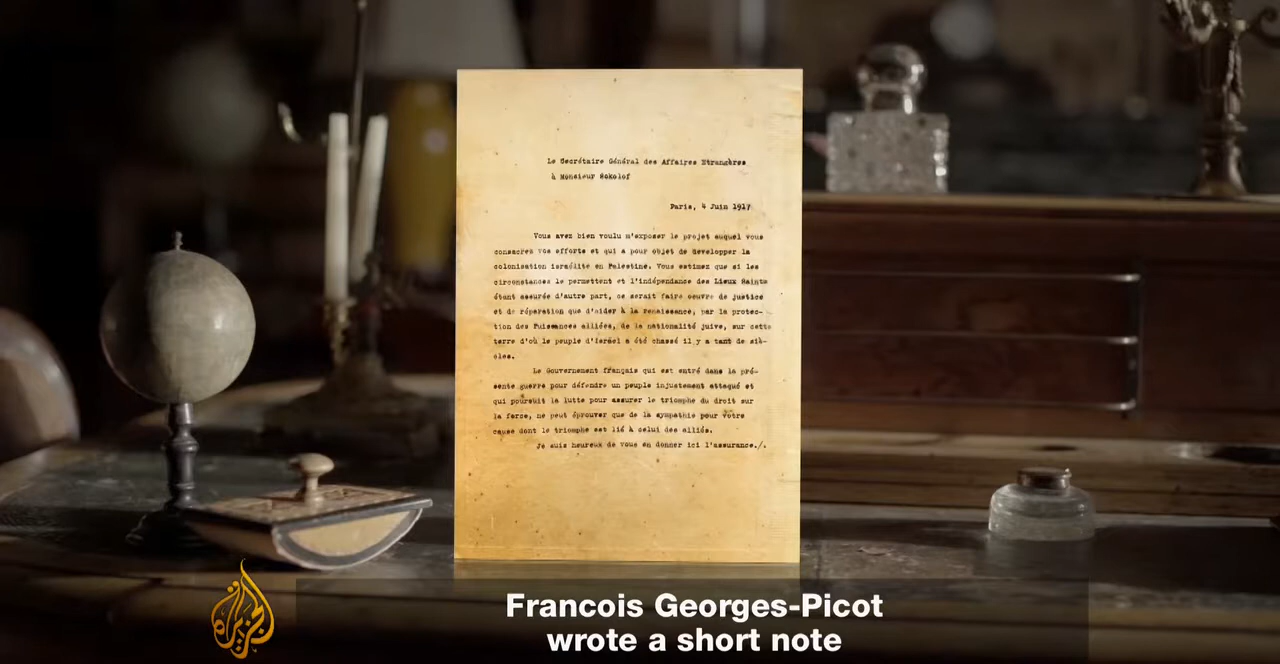 Le Secrétaire Général des Affaires Etrangères
à Monsieur Sokolof
Paris, 4 Juin 1917
Vous avez bien voulu m'exposer le projet auquel vous
consacrez vos efforts et qui a pour objet de developper la
colonisation israélite en Palestine. Vous estimez que si les
circonstances le permettent et l'indépendance des Lieux Saints
étant assurée d'autre part, ce serait faire oeuvre de justice
et de réparation que d'aider à la renaissance, par la protec-
tion des Puissances alliées, de la nationalité juive, sur cette
terre d'où le peuple d'Israël a été chassé il y a tant de siè-
cles.
Le Gouvernement français qui est entré dans la pré-
sente guerre pour défendre un peuple injustement attaqué et
qui poursuit la lutte pour assurer le triomphe du droit sur
la force, ne peut éprouver que de la sympathie pour votre
cause dont le triomphe est lié à celui des alliés.
Je suis heureux de vous en donner ici l'assurance./.
الجزيرة
Francois Georges-Picot
wrote a short note